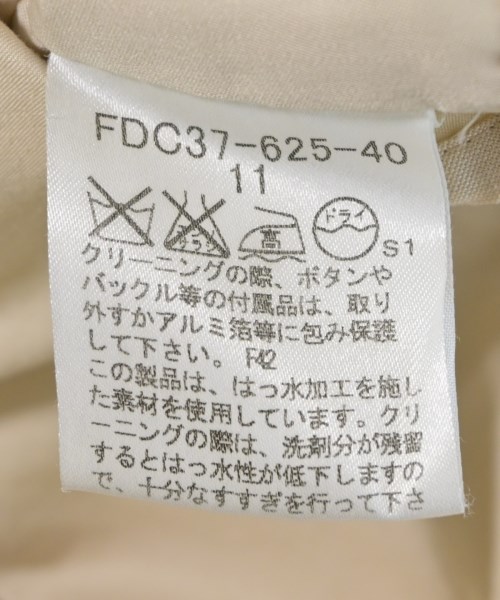 FDC37-625-40
11
エンソ
サラシ
高
ドライ
S1
クリーニングの際、ボタンや
バックル等の付属品は、取り
外すかアルミ箔等に包み保護
して下さい。 F42
この製品は、はっ水加工を施し
た素材を使用しています。クリ
ーニングの際は、洗剤分が残留
するとはっ水性が低下しますの
で、十分なすすぎを行って下さ